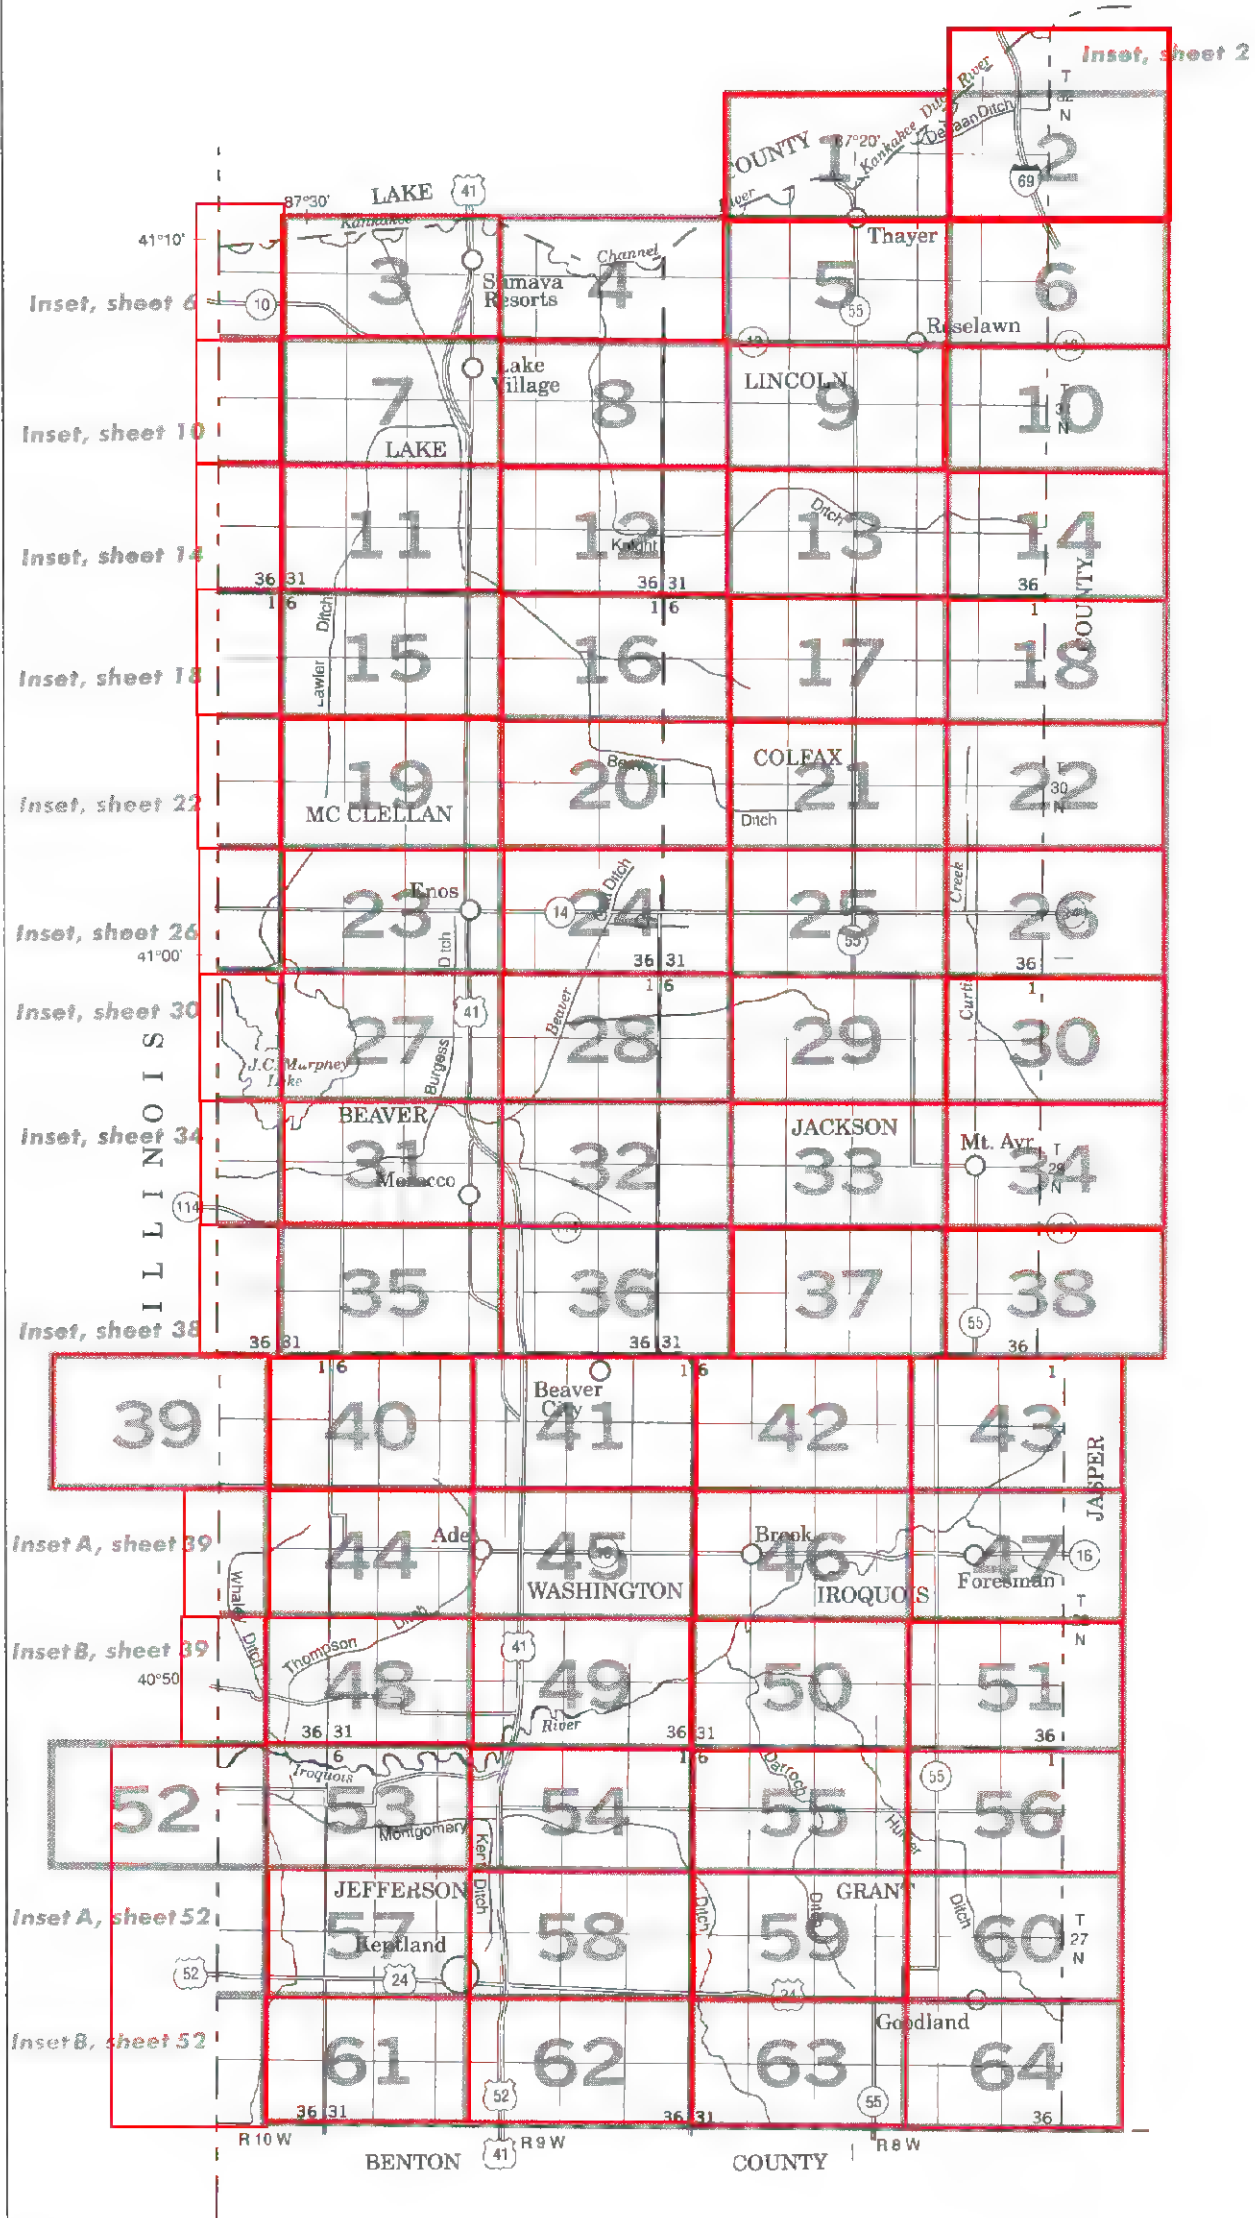 Inset, sheet 2
T
N
COUNTY
1
87°20'
Kankakee Ditch River
DeHaan Ditch
2
69
LAKE
41
87°30'
Kankakee
River
41°10'
Thayer
3
Channel
4
Sumava
Resorts
5
55
6
Inset, sheet 6
10
Roselawn
Lake
Village
LINCOLN
7
8
9
10
T
N
Inset, sheet 10
LAKE
11
12
Knight
Ditch
13
14
Inset, sheet 14
36 31
36 31
36
COUNTY
1 6
1 6
1
Lawler Ditch
15
16
17
18
Inset, sheet 18
COLFAX
19
20
Beaver
Ditch
21
22
30
N
Inset, sheet 22
MC CLELLAN
Enos
23
14
24
Ditch
25
55
Creek
26
Inset, sheet 26
41°00'
Ditch
36 31
36
1 6
1
Inset, sheet 30
41
27
Burgess
Beaver
28
29
Curtis
30
J.C. Murphey
Lake
BEAVER
JACKSON
Mt. Ayr
Inset, sheet 34
31
32
33
34
T
29
N
Morocco
114
ILLINOIS
35
36
37
38
55
Inset, sheet 38
36 31
36 31
36
1 6
1 6
1
Beaver
City
39
40
41
42
43
JASPER
Inset A, sheet 39
Ade
44
45
Brook
46
47
16
Foresman
WASHINGTON
IROQUOIS
Whaley Ditch
Thompson Ditch
T
N
Inset B, sheet 39
40°50'
48
41
49
50
51
River
36 31
36 31
36
6
1 6
1
Iroquois
52
53
Montgomery
Kent Ditch
54
Darroch
55
Hunter
55
56
JEFFERSON
GRANT
Inset A, sheet 52
57
58
Ditch
59
Ditch
Ditch
60
T
27
N
Kentland
52
24
24
Goodland
Inset B, sheet 52
61
62
63
64
52
55
36 31
36 31
36
R 10 W
R 9 W
R 8 W
41
BENTON
COUNTY